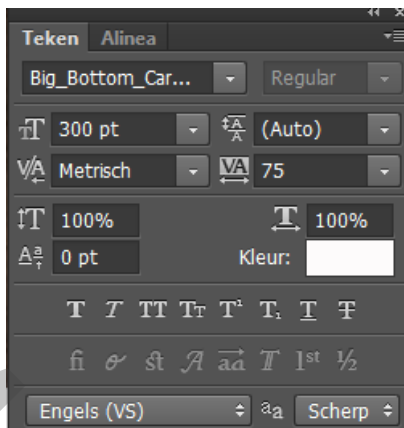 Teken Alinea
Big_Bottom_Car... Regular
300 pt (Auto)
Metrisch 75
100% 100%
0 pt Kleur:
T T TT Tт T¹ T₁ T T
fi st A aa T 1st ½
Engels (VS) aa Scherp